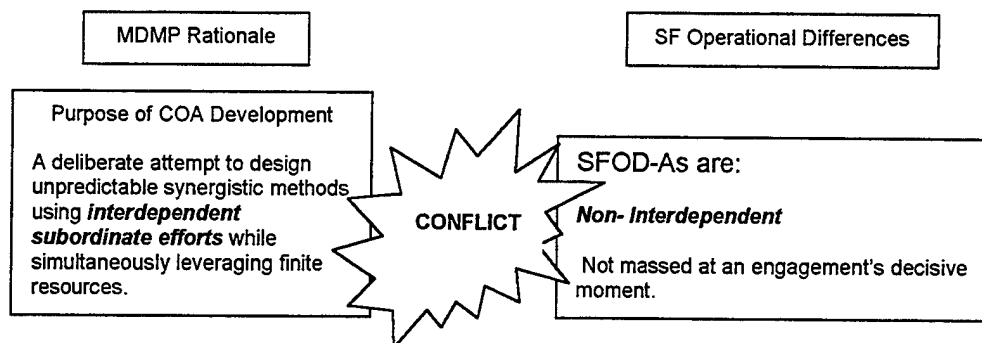 MDMP Rationale
SF Operational Differences
Purpose of COA Development
A deliberate attempt to design
unpredictable synergistic methods
using interdependent
subordinate efforts while
simultaneously leveraging finite
resources.
CONFLICT
SFOD-As are:
Non- Interdependent
Not massed at an engagement's decisive
moment.